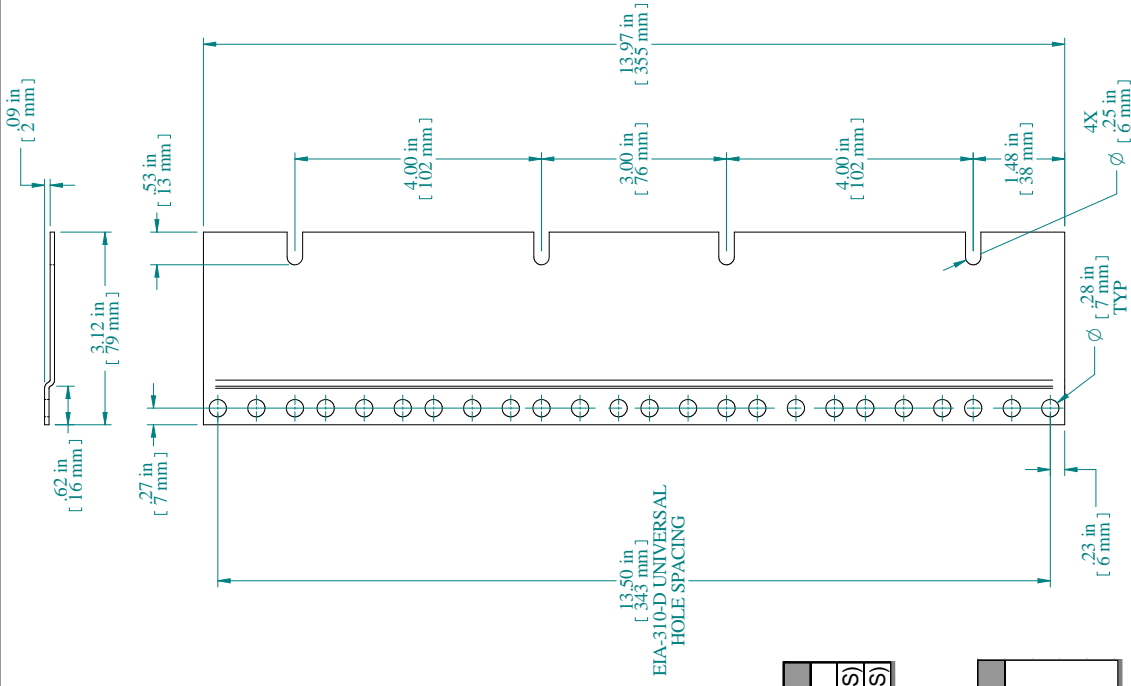 .09 in
[ 2 mm ]
13.97 in
[ 355 mm ]
.53 in
[ 13 mm ]
4.00 in
[ 102 mm ]
3.00 in
[ 76 mm ]
4.00 in
[ 102 mm ]
1.48 in
[ 38 mm ]
4X
Ø .25 in
[ 6 mm ]
3.12 in
[ 79 mm ]
Ø .28 in
[ 7 mm ]
TYP
.62 in
[ 16 mm ]
.27 in
[ 7 mm ]
13.50 in
[ 343 mm ]
EIA-310-D UNIVERSAL
HOLE SPACING
.23 in
[ 6 mm ]
S)
S)